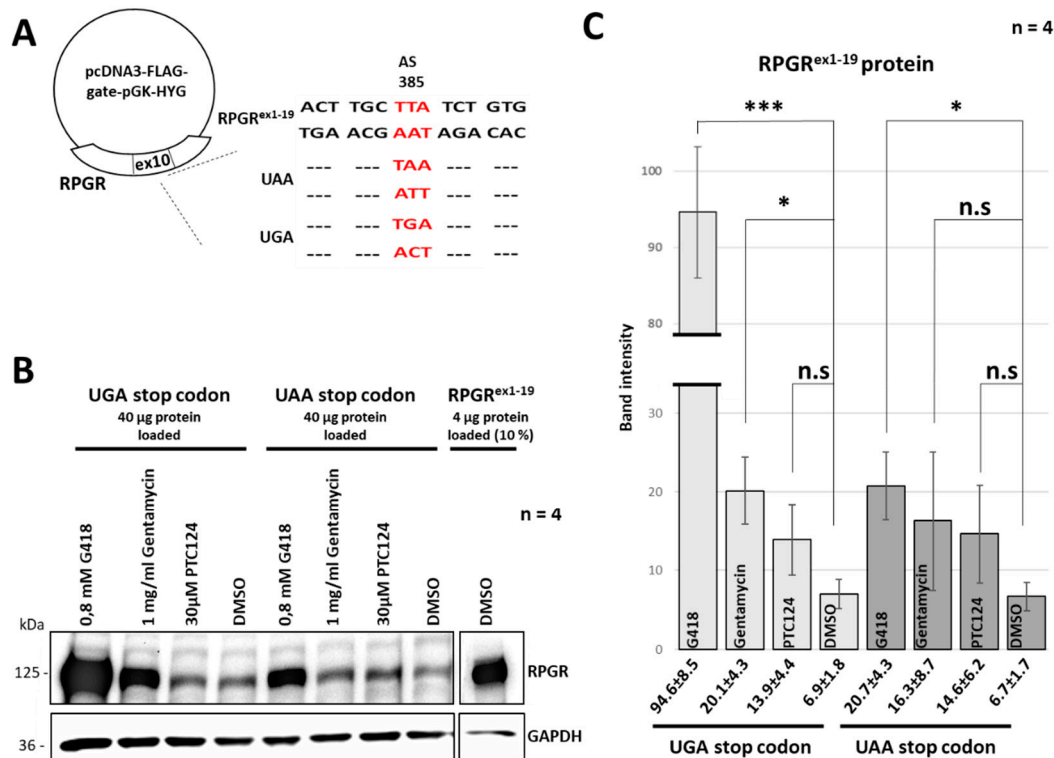 A
pcDNA3-FLAG-
gate-pGK-HYG
ex10
RPGR
AS
385
RPGRex1-19
ACT TGC TTA TCT GTG
TGA ACG AAT AGA CAC
UAA
--- --- TAA --- ---
--- --- ATT --- ---
UGA
--- --- TGA --- ---
--- --- ACT --- ---
B
UGA stop codon
40 µg protein
loaded
UAA stop codon
40 µg protein
loaded
RPGRex1-19
4 µg protein
loaded (10 %)
n = 4
0,8 mM G418
1 mg/ml Gentamycin
30µM PTC124
DMSO
0,8 mM G418
1 mg/ml Gentamycin
30µM PTC124
DMSO
DMSO
kDa
125 -
RPGR
36 -
GAPDH
C
n = 4
RPGRex1-19 protein
***
*
*
n.s
n.s
n.s
Band intensity
100
90
80
30
20
10
0
G418
Gentamycin
PTC124
DMSO
G418
Gentamycin
PTC124
DMSO
94.6±8.5
20.1±4.3
13.9±4.4
6.9±1.8
20.7±4.3
16.3±8.7
14.6±6.2
6.7±1.7
UGA stop codon
UAA stop codon